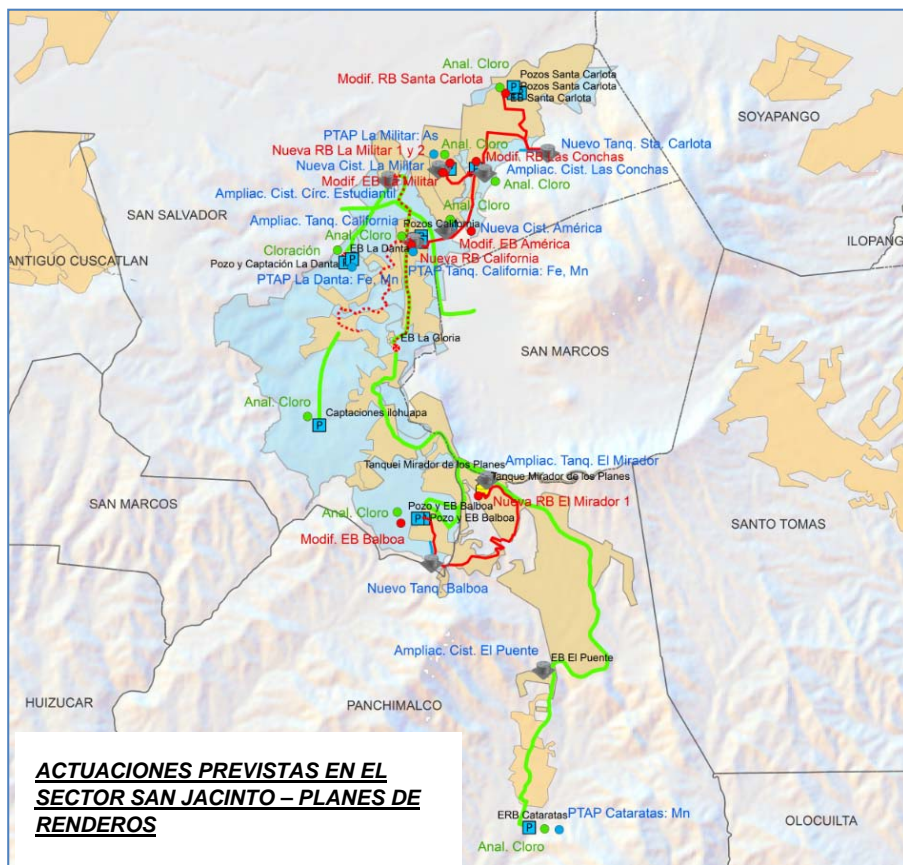 SOYAPANGO
Anal. Cloro
Modif. RB Santa Carlota
Pozos Santa Carlota
Pozos Santa Carlota
EB Santa Carlota
PTAP La Militar: As
Anal. Cloro
Nuevo Tanq. Sta. Carlota
Nueva RB La Militar 1 y 2
Modif. RB Las Conchas
Nueva Cist. La Militar
Ampliac. Cist. Las Conchas
Modif. EB La Militar
Anal. Cloro
Ampliac. Cist. Círc. Estudiantil
Anal. Cloro
SAN SALVADOR
Ampliac. Tanq. California
Pozos California
Nueva Cist. América
Anal. Cloro
Modif. EB América
ILOPANG
Cloración
EB La Danta
Nueva RB California
ANTIGUO CUSCATLAN
Pozo y Captación La Danta
PTAP Tanq. California: Fe, Mn
PTAP La Danta: Fe, Mn
EB La Gloria
SAN MARCOS
Anal. Cloro
Captaciones ilohuapa
Tanquei Mirador de los Planes
Ampliac. Tanq. El Mirador
Tanque Mirador de los Planes
SAN MARCOS
Nueva RB El Mirador 1
Anal. Cloro
Pozo y EB Balboa
Pozo y EB Balboa
SANTO TOMAS
Modif. EB Balboa
Nuevo Tanq. Balboa
Ampliac. Cist. El Puente
EB El Puente
HUIZUCAR
PANCHIMALCO
ACTUACIONES PREVISTAS EN EL
SECTOR SAN JACINTO – PLANES DE
RENDEROS
ERB Cataratas
PTAP Cataratas: Mn
OLOCUILTA
Anal. Cloro